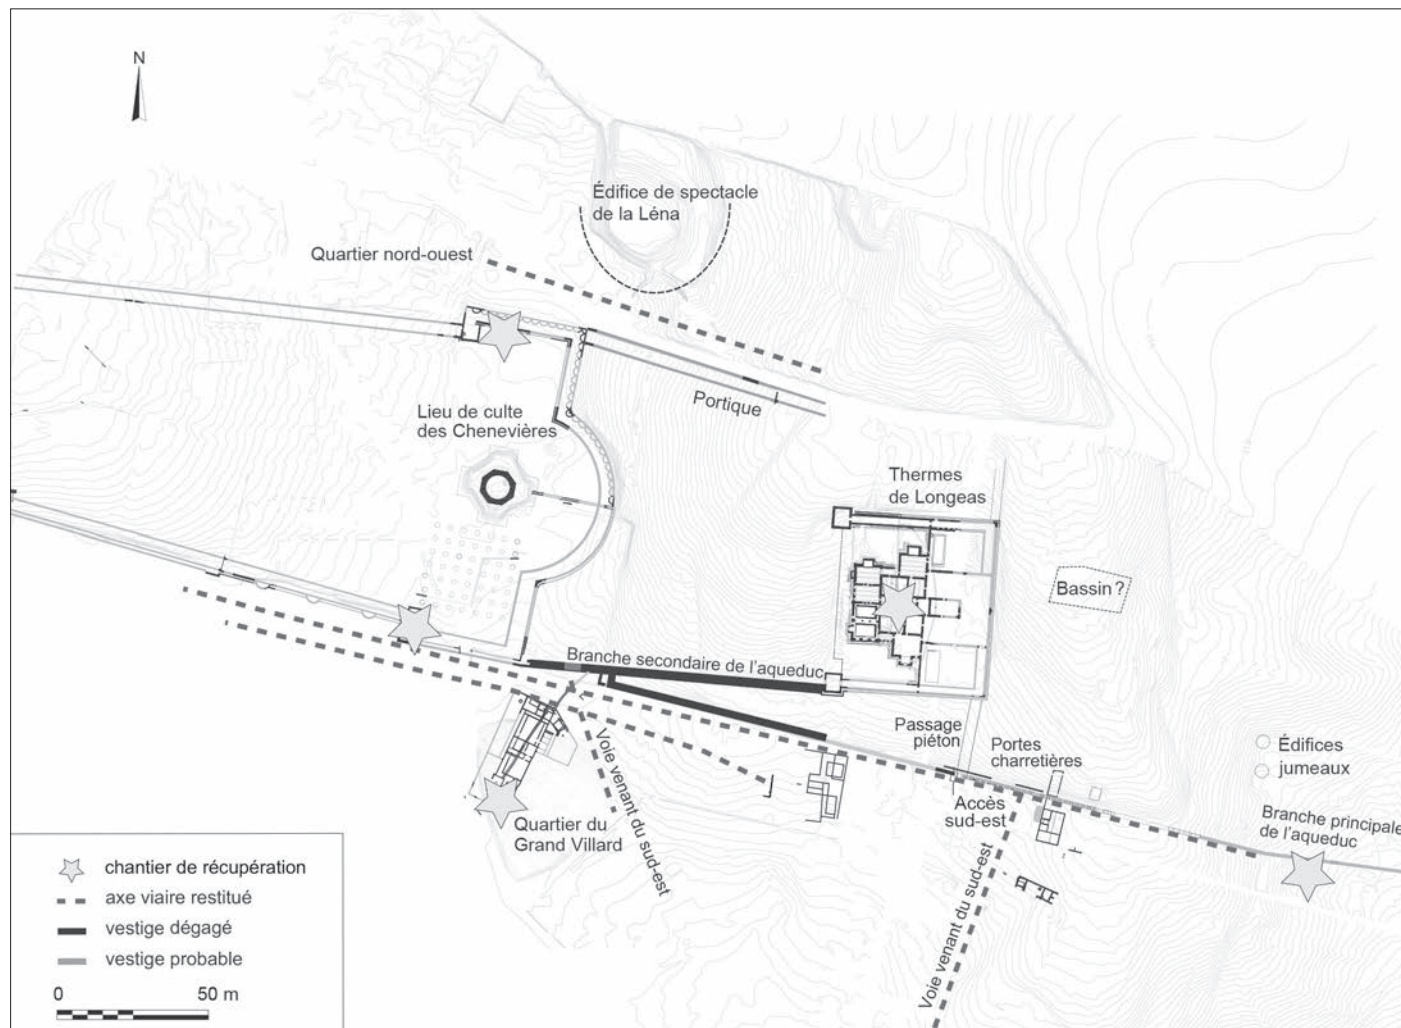 N
Édifice de spectacle
de la Léna
Quartier nord-ouest
Portique
Lieu de culte
des Chenevières
Thermes
de Longeas
Bassin ?
Branche secondaire de l'aqueduc
Passage
piéton
Portes
charretières
Édifices
jumeaux
Voie venant du sud-est
Accès
sud-est
Branche principale
de l'aqueduc
Quartier du
Grand Villard
Voie venant du sud-est
chantier de récupération
axe viaire restitué
vestige dégagé
vestige probable
0 50 m